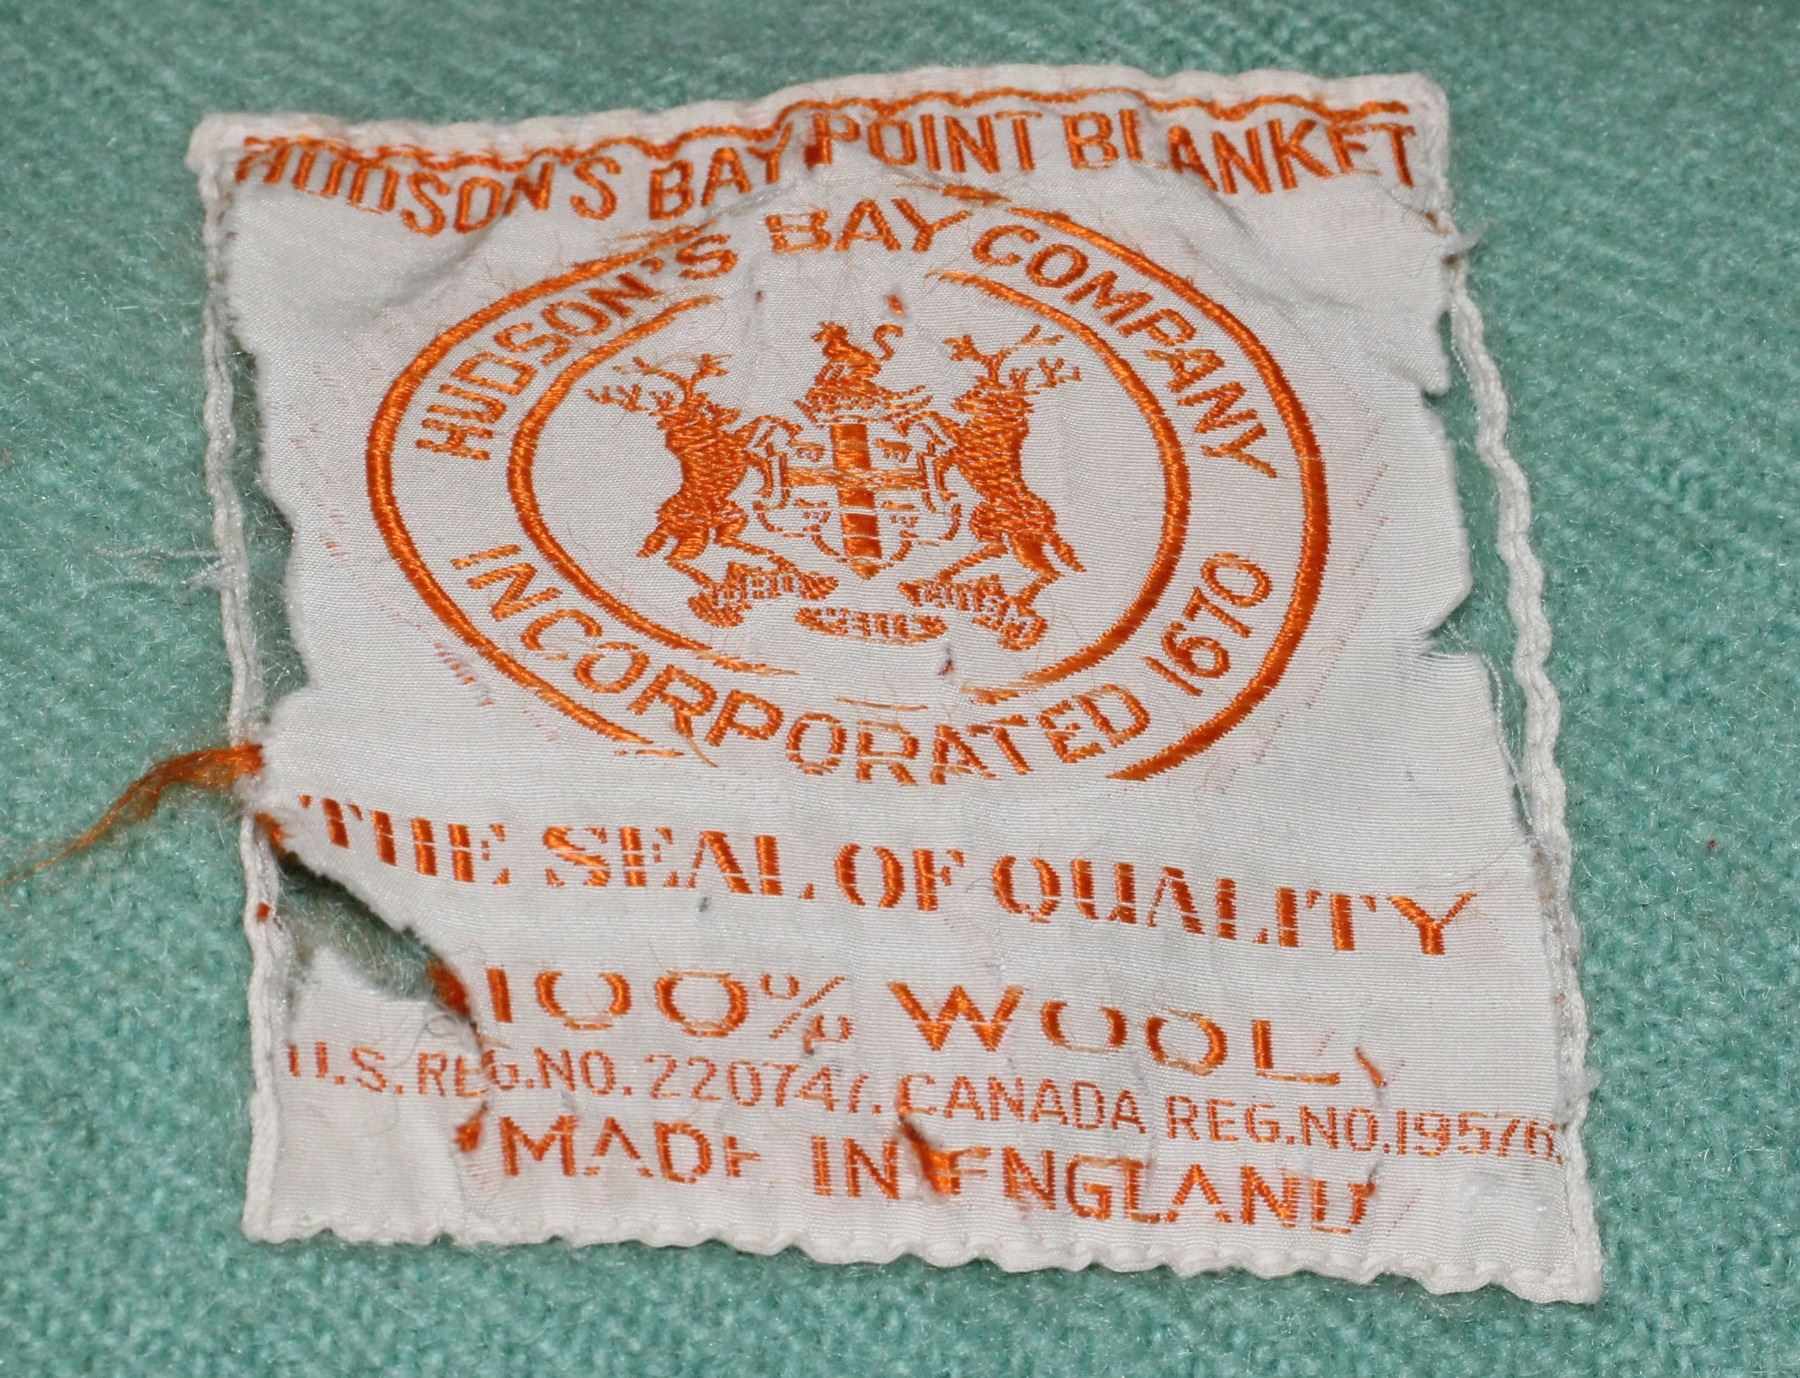 HUDSON'S BAY POINT BLANKET
HUDSON'S BAY COMPANY
INCORPORATED 1670
THE SEAL OF QUALITY
100% WOOL
U.S. REG.NO. 220747. CANADA REG.NO.19576.
MADE IN ENGLAND